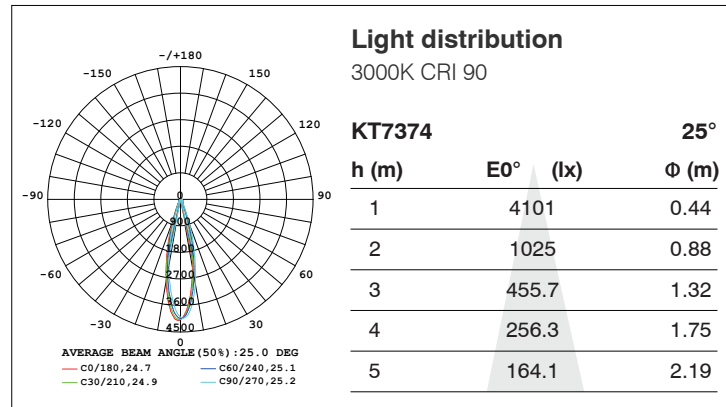 Light distribution
3000K CRI 90
KT7374 25°
h (m) E0° (lx) Φ (m)
1 4101 0.44
2 1025 0.88
3 455.7 1.32
4 256.3 1.75
5 164.1 2.19
-/+180
-150 150
-120 120
-90 0 90
900
1800
-60 2700 60
3600
-30 4500 30
0
AVERAGE BEAM ANGLE(50%):25.0 DEG
C0/180,24.7 C60/240,25.1
C30/210,24.9 C90/270,25.2